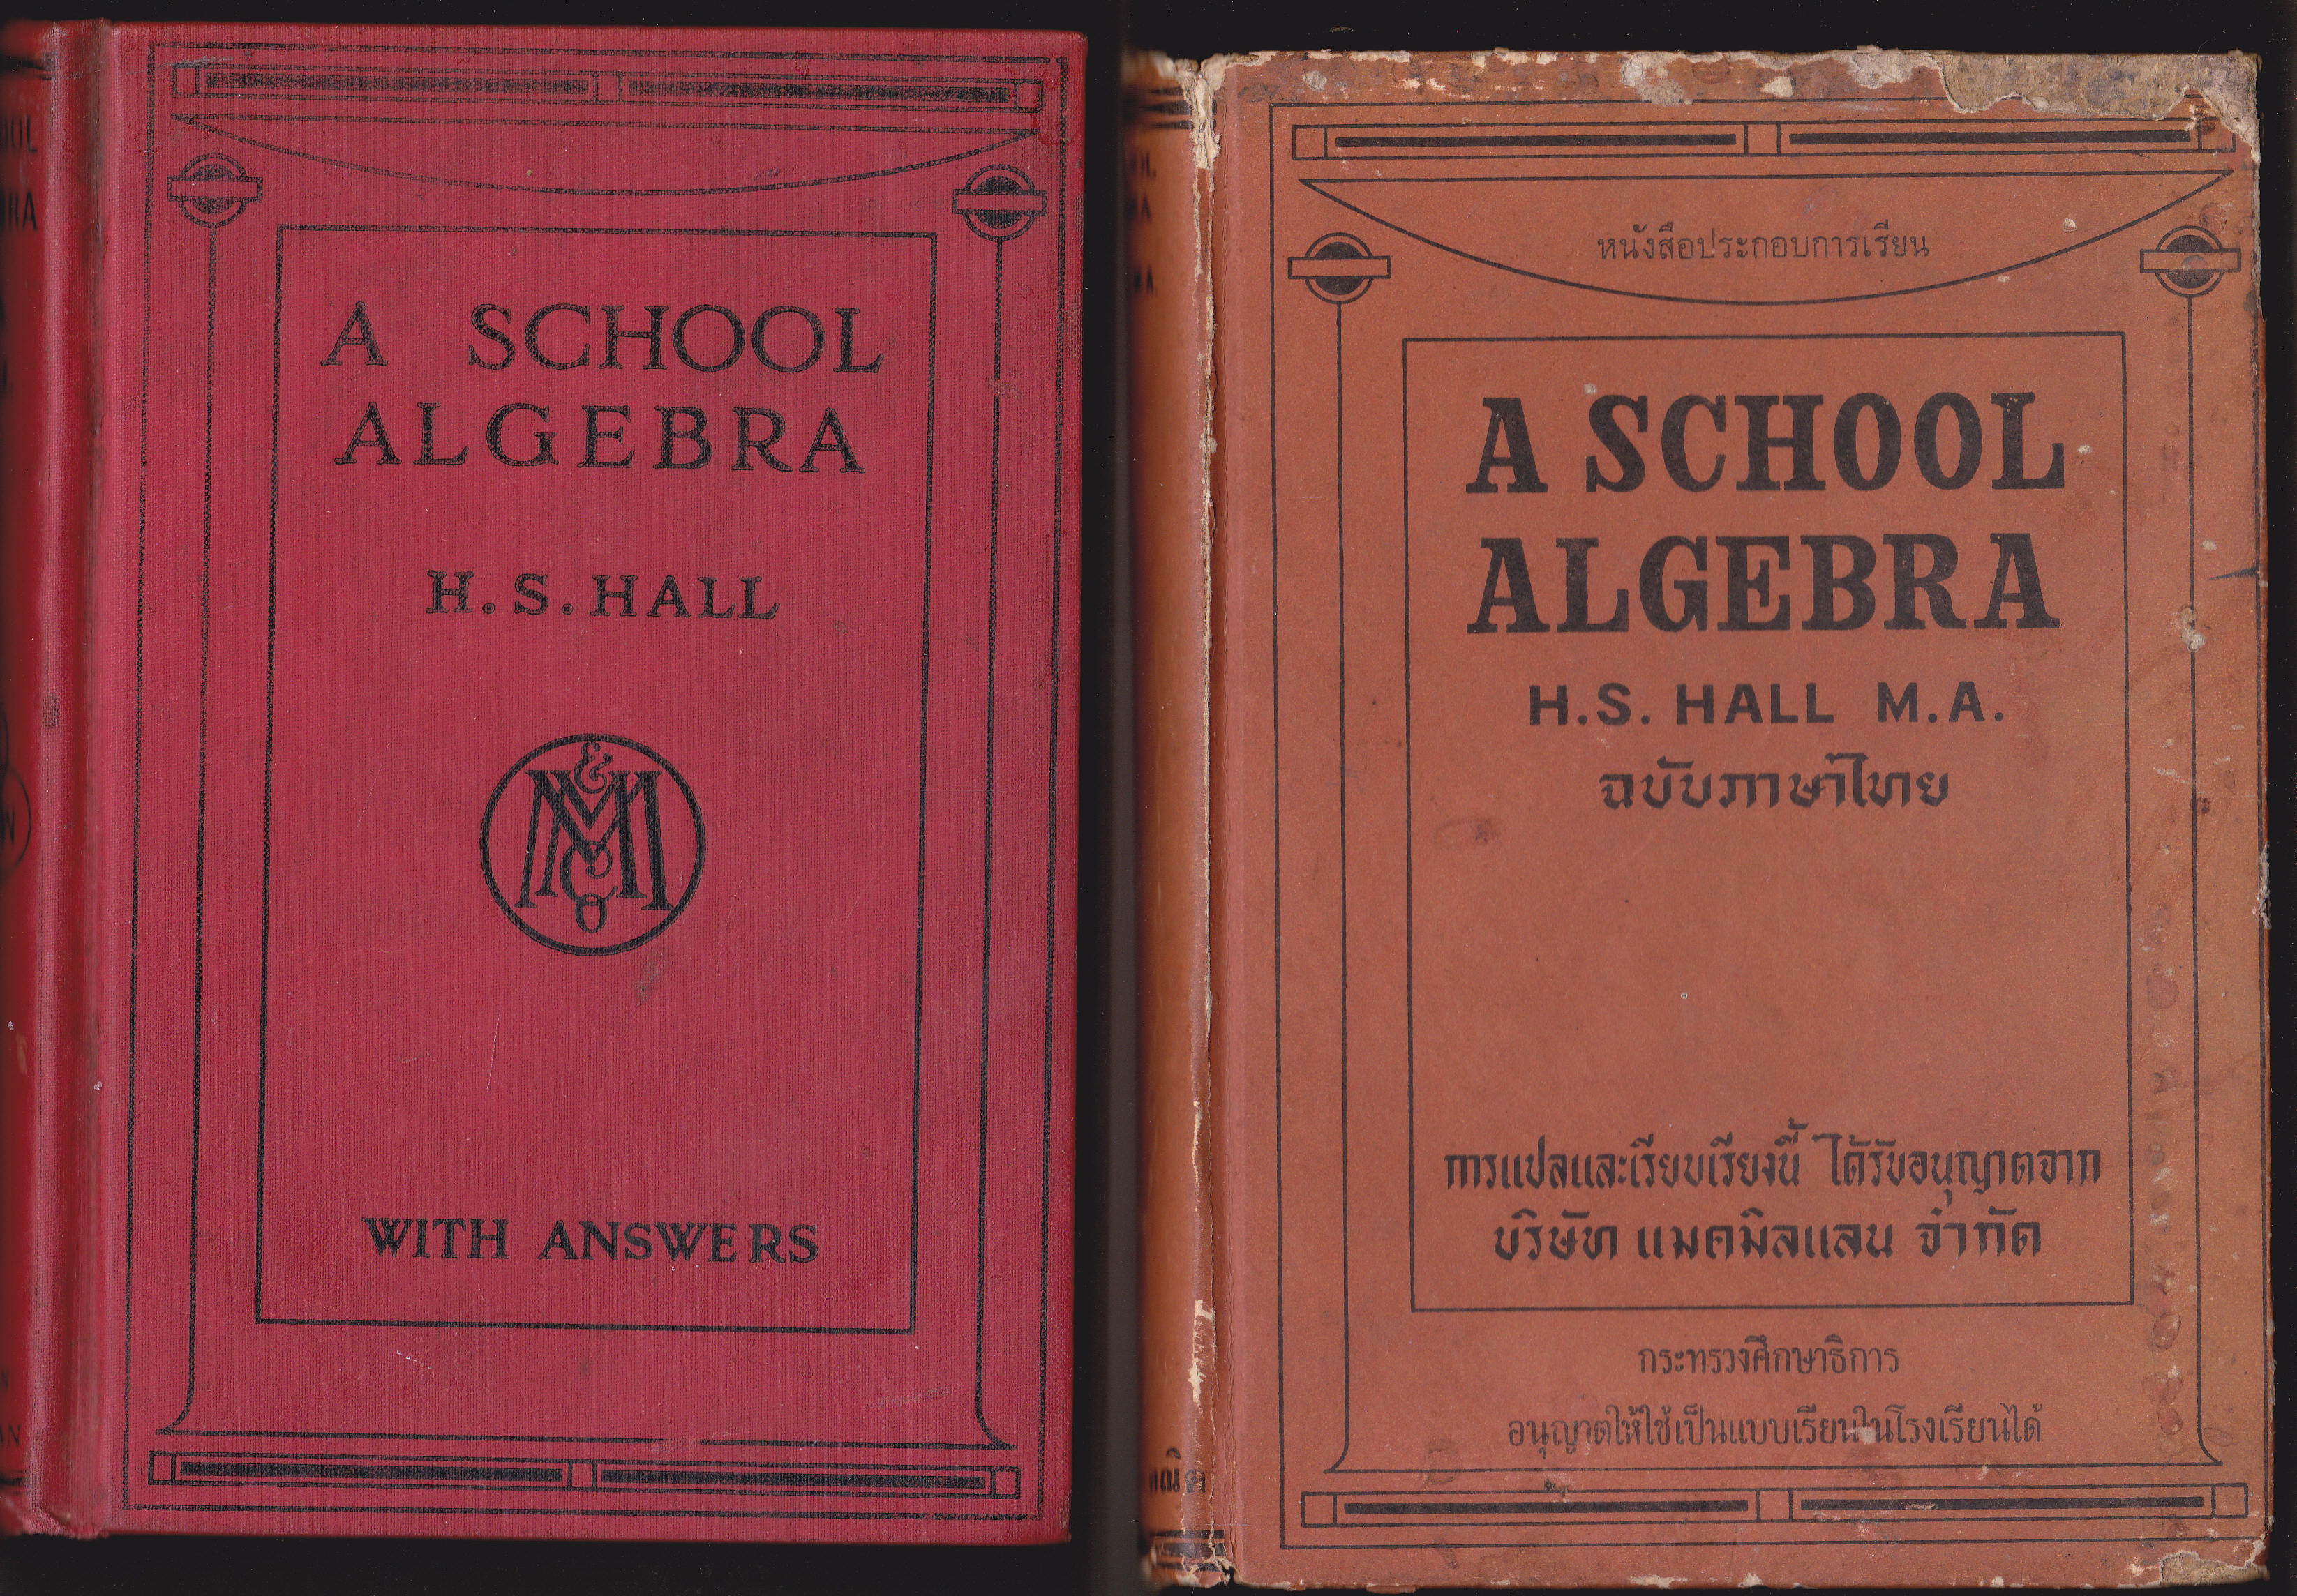 A SCHOOL
ALGEBRA
H. S. HALL
M & M CO
WITH ANSWERS
หนังสือประกอบการเรียน
A SCHOOL
ALGEBRA
H.S. HALL M.A.
ฉบับภาษาไทย
การแปลและเรียบเรียงนี้ ได้รับอนุญาตจาก
บริษัท แมคมิลแลน จำกัด
กระทรวงศึกษาธิการ
อนุญาตให้ใช้เป็นแบบเรียนในโรงเรียนได้